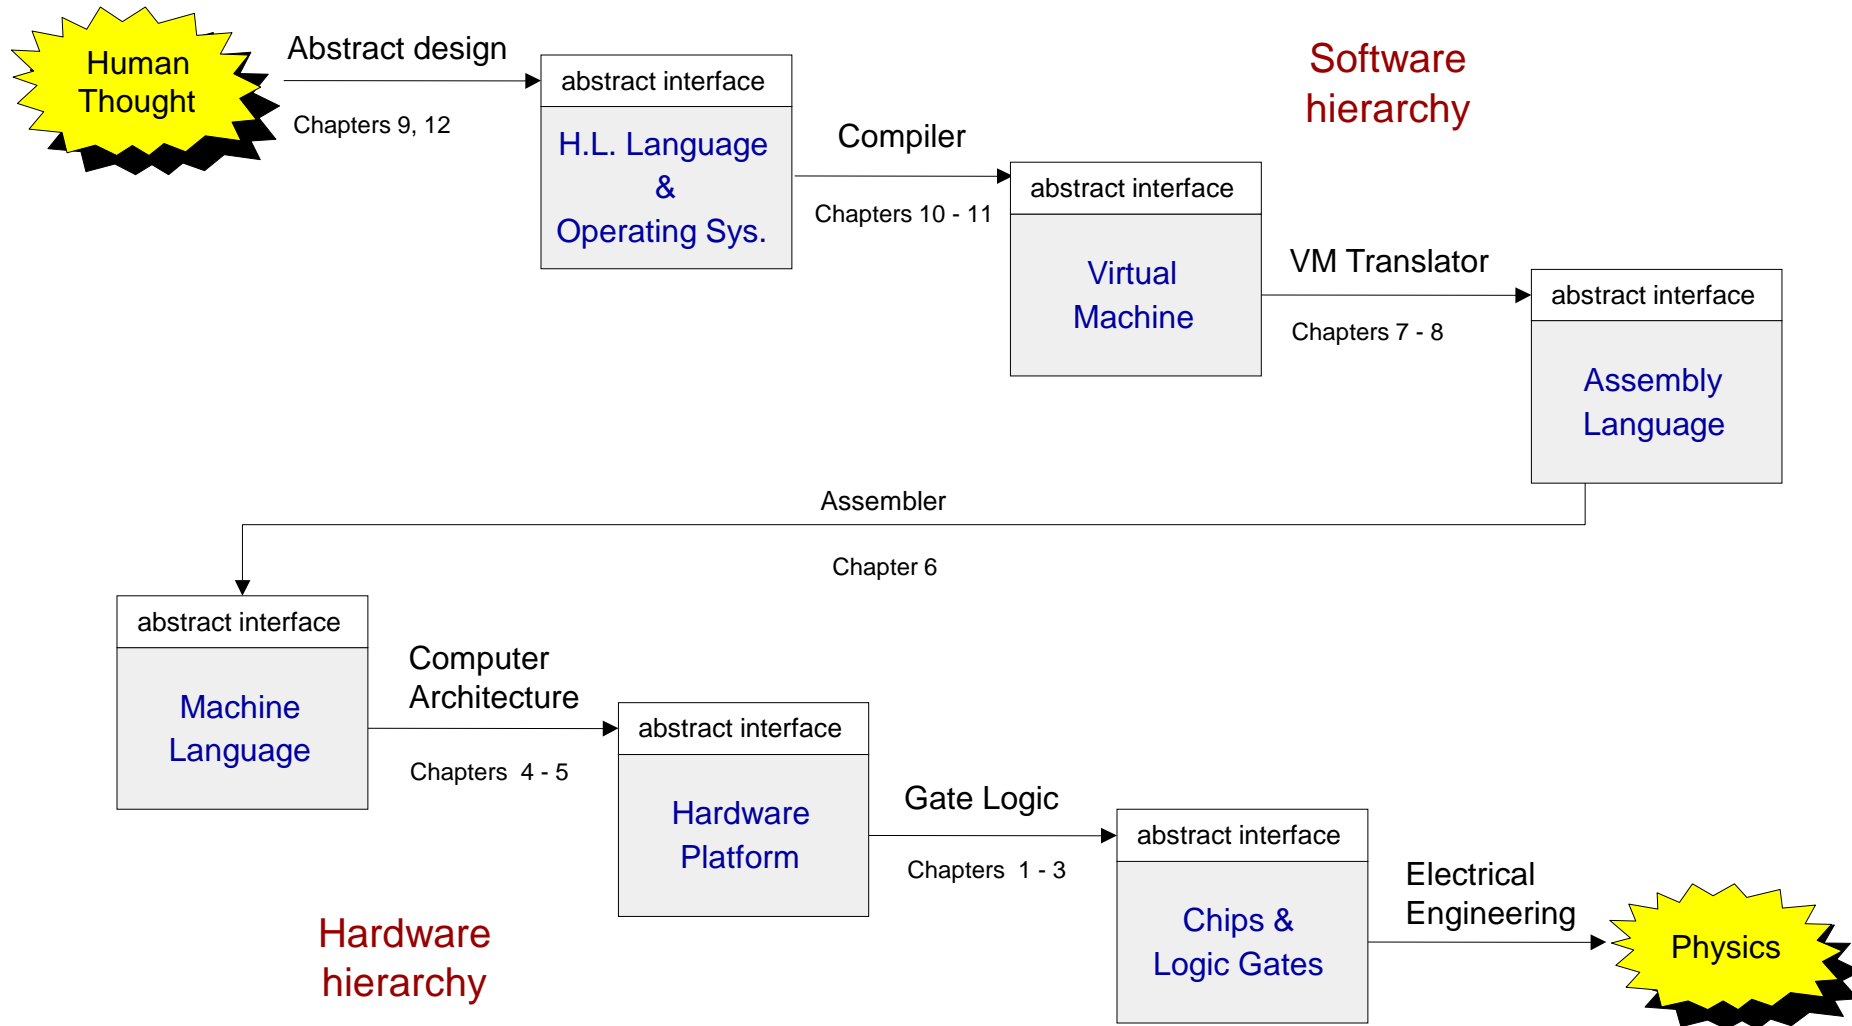 Human
Thought
Abstract design
Chapters 9, 12
abstract interface
H.L. Language
&
Operating Sys.
Software
hierarchy
Compiler
Chapters 10 - 11
abstract interface
Virtual
Machine
VM Translator
Chapters 7 - 8
abstract interface
Assembly
Language
Assembler
Chapter 6
abstract interface
Machine
Language
Computer
Architecture
Chapters 4 - 5
abstract interface
Hardware
Platform
Gate Logic
Chapters 1 - 3
abstract interface
Chips &
Logic Gates
Electrical
Engineering
Physics
Hardware
hierarchy